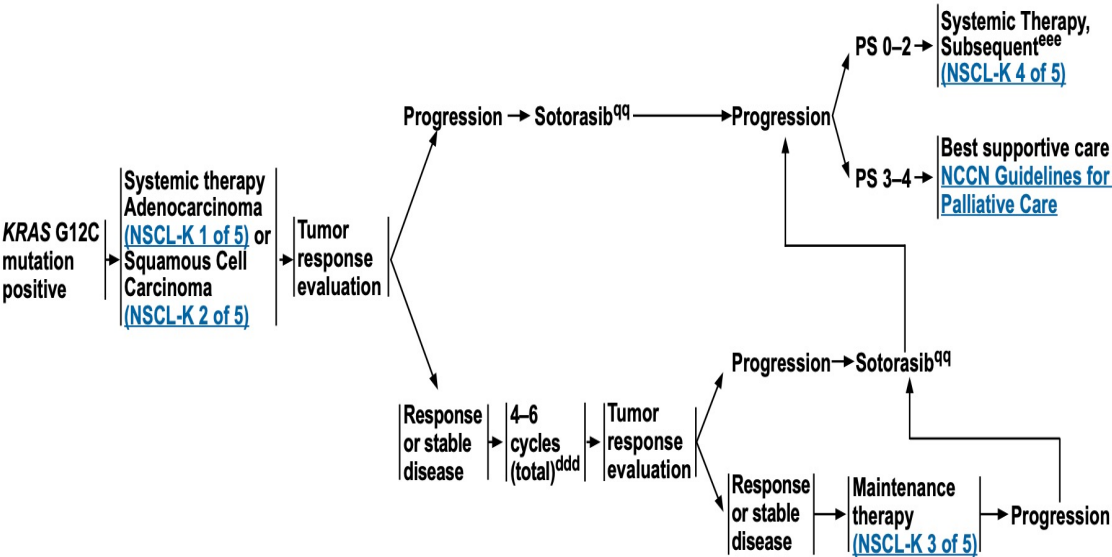 KRAS G12C
mutation
positive
Systemic therapy
Adenocarcinoma
(NSCL-K 1 of 5) or
Squamous Cell
Carcinoma
(NSCL-K 2 of 5)
Tumor
response
evaluation
Progression
Sotorasibqq
Progression
PS 0–2
Systemic Therapy,
Subsequenteee
(NSCL-K 4 of 5)
PS 3–4
Best supportive care
NCCN Guidelines for
Palliative Care
Response
or stable
disease
4–6
cycles
(total)ddd
Tumor
response
evaluation
Progression
Sotorasibqq
Response
or stable
disease
Maintenance
therapy
(NSCL-K 3 of 5)
Progression